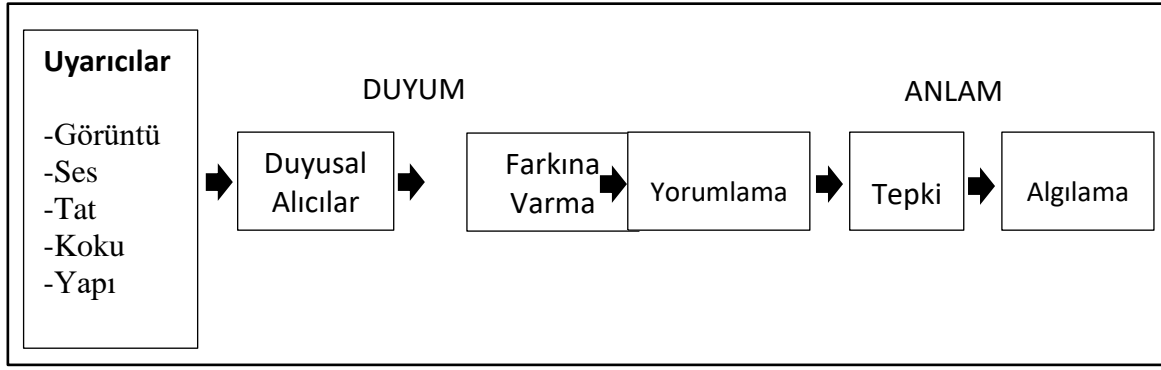 Uyarıcılar
-Görüntü
-Ses
-Tat
-Koku
-Yapı
DUYUM
ANLAM
Duyusal
Alıcılar
Farkına
Varma
Yorumlama
Tepki
Algılama